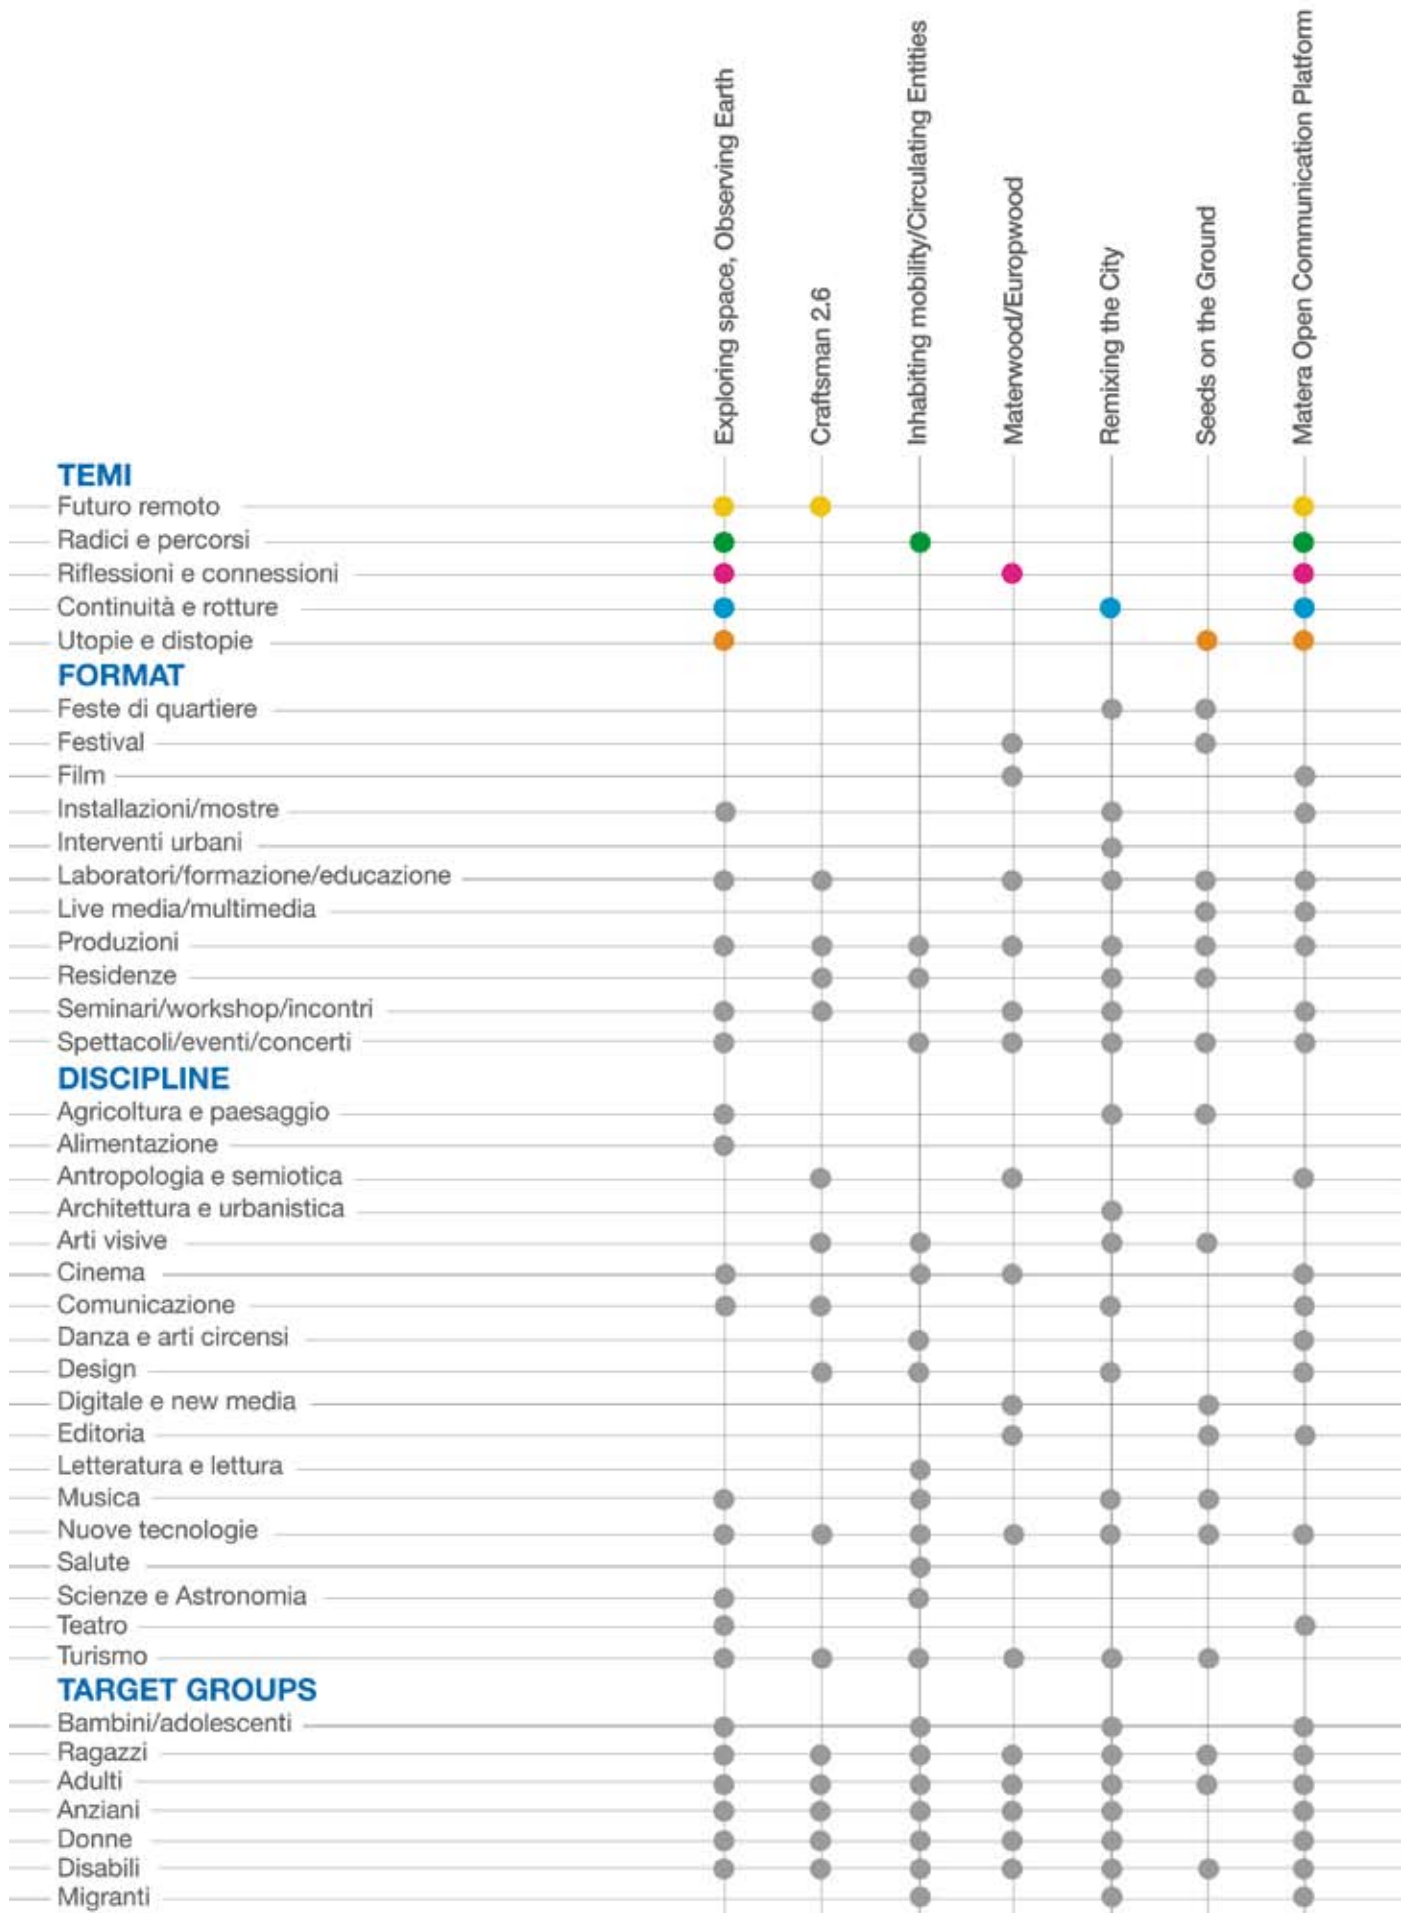 Exploring space, Observing Earth
Craftsman 2.6
Inhabiting mobility/Circulating Entities
Materwood/Europwood
Remixing the City
Seeds on the Ground
Matera Open Communication Platform
TEMI
Futuro remoto
Radici e percorsi
Riflessioni e connessioni
Continuità e rotture
Utopie e distopie
FORMAT
Feste di quartiere
Festival
Film
Installazioni/mostre
Interventi urbani
Laboratori/formazione/educazione
Live media/multimedia
Produzioni
Residenze
Seminari/workshop/incontri
Spettacoli/eventi/concerti
DISCIPLINE
Agricoltura e paesaggio
Alimentazione
Antropologia e semiotica
Architettura e urbanistica
Arti visive
Cinema
Comunicazione
Danza e arti circensi
Design
Digitale e new media
Editoria
Letteratura e lettura
Musica
Nuove tecnologie
Salute
Scienze e Astronomia
Teatro
Turismo
TARGET GROUPS
Bambini/adolescenti
Ragazzi
Adulti
Anziani
Donne
Disabili
Migranti